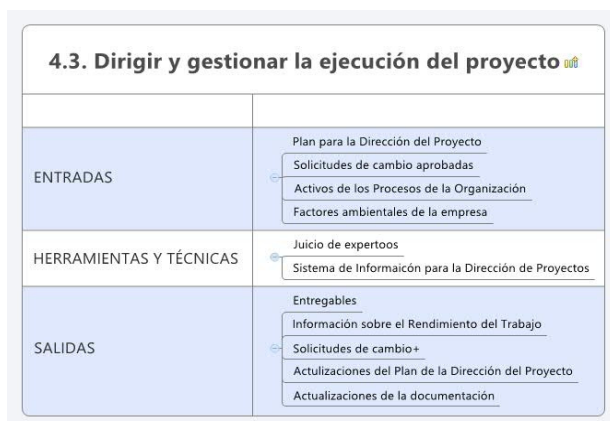 4.3. Dirigir y gestionar la ejecución del proyecto
ENTRADAS
Plan para la Dirección del Proyecto
Solicitudes de cambio aprobadas
Activos de los Procesos de la Organización
Factores ambientales de la empresa
HERRAMIENTAS Y TÉCNICAS
Juicio de expertoos
Sistema de Informaicón para la Dirección de Proyectos
SALIDAS
Entregables
Información sobre el Rendimiento del Trabajo
Solicitudes de cambio+
Actulizaciones del Plan de la Dirección del Proyecto
Actualizaciones de la documentación